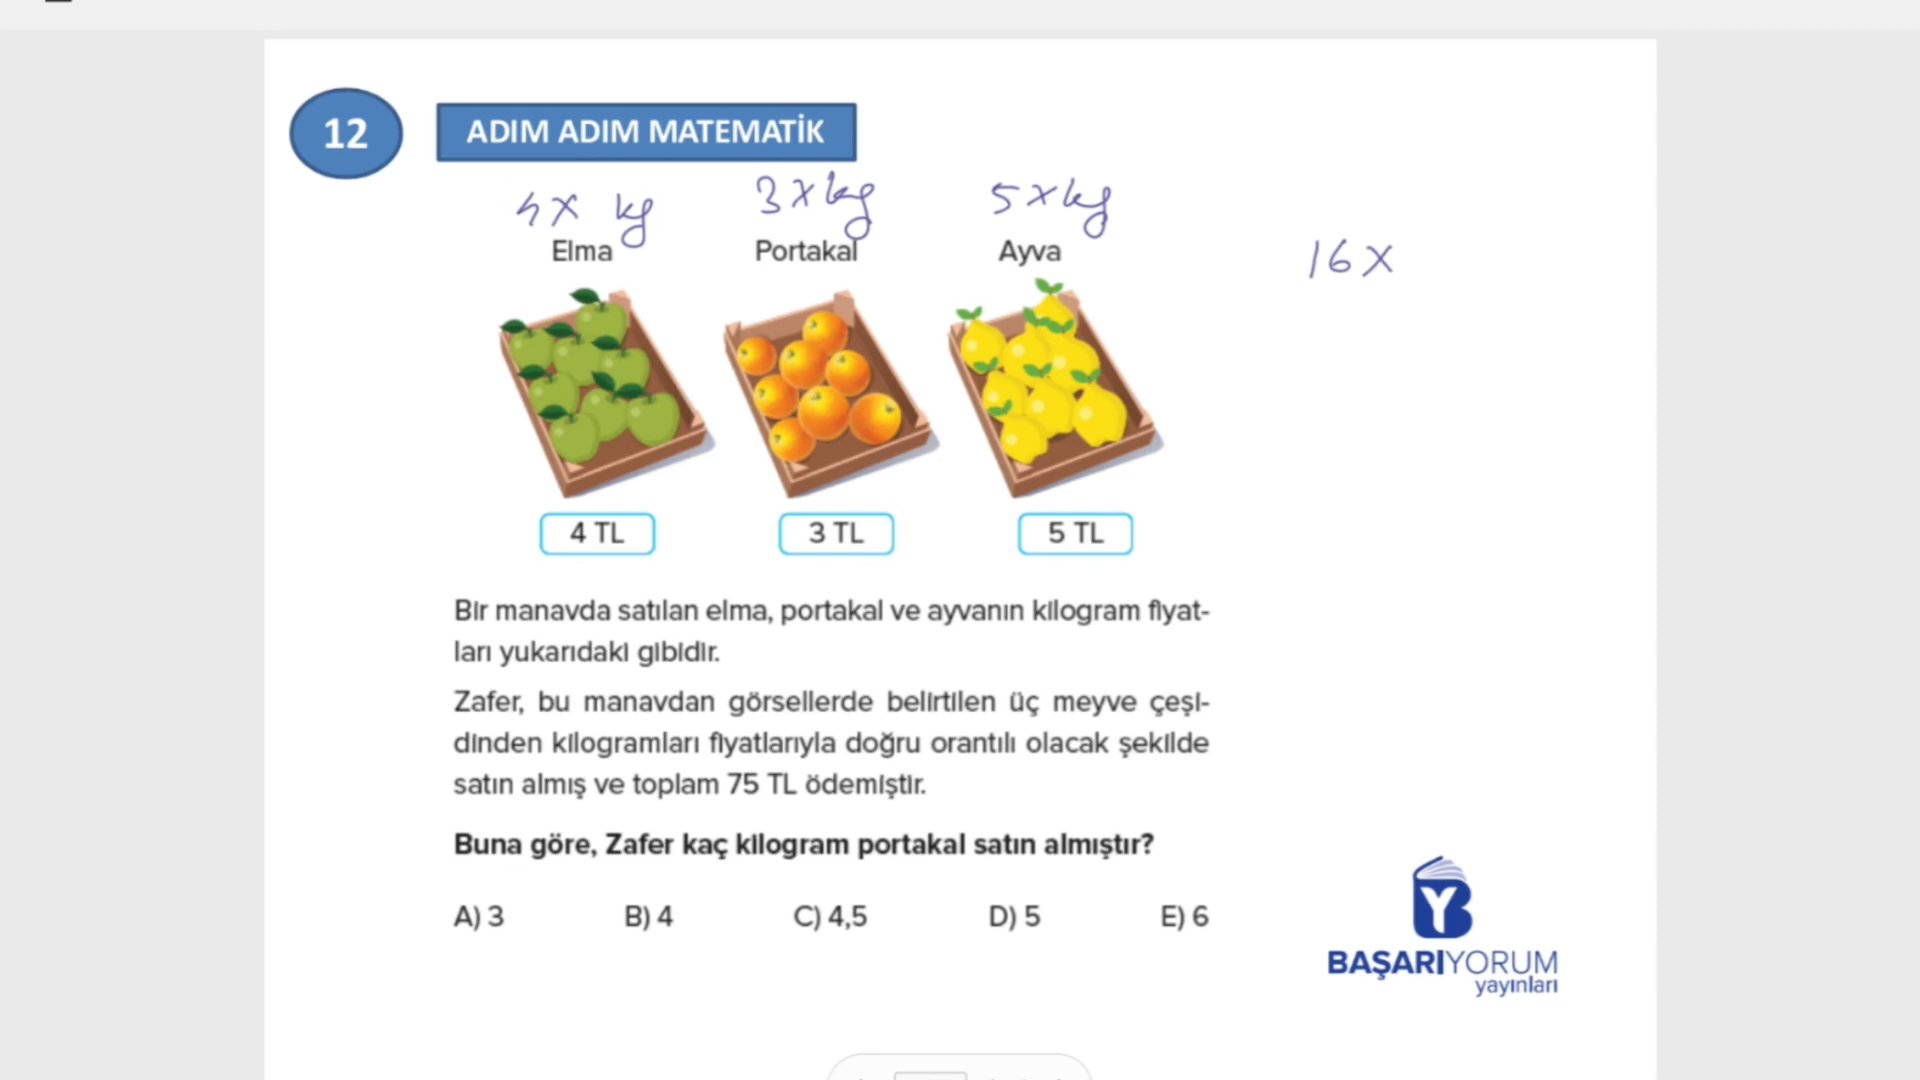 12
ADIM ADIM MATEMATİK
4x kg
3x kg
5x kg
Elma
Portakal
Ayva
16x
4 TL
3 TL
5 TL
Bir manavda satılan elma, portakal ve ayvanın kilogram fiyat-
ları yukarıdaki gibidir.
Zafer, bu manavdan görsellerde belirtilen üç meyve çeşi-
dinden kilogramları fiyatlarıyla doğru orantılı olacak şekilde
satın almış ve toplam 75 TL ödemiştir.
Buna göre, Zafer kaç kilogram portakal satın almıştır?
A) 3 B) 4 C) 4,5 D) 5 E) 6
BY
BAŞARIYORUM
yayınları